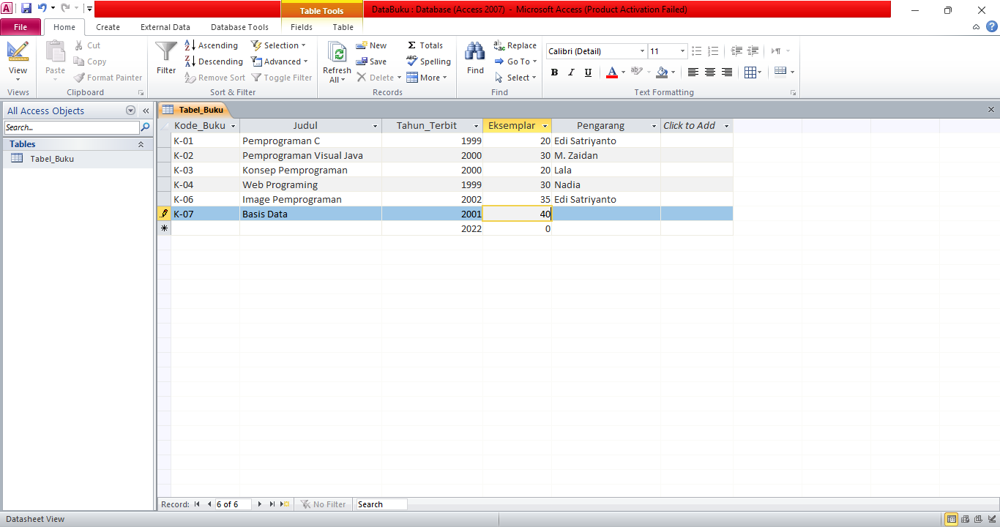 Table Tools
DataBuku : Database (Access 2007) - Microsoft Access (Product Activation Failed)
File Home Create External Data Database Tools Fields Table
View
Views
Paste
Cut
Copy
Format Painter
Clipboard
Filter
Ascending
Descending
Remove Sort
Selection
Advanced
Toggle Filter
Sort & Filter
Refresh
All
New
Save
Delete
Totals
Spelling
More
Records
Find
Replace
Go To
Select
Find
Calibri (Detail) 11
B I U A
Text Formatting
All Access Objects
Search...
Tables
Tabel_Buku
Tabel_Buku
Kode_Buku Judul Tahun_Terbit Eksemplar Pengarang Click to Add
K-01 Pemprograman C 1999 20 Edi Satriyanto
K-02 Pemprograman Visual Java 2000 30 M. Zaidan
K-03 Konsep Pemprograman 2000 20 Lala
K-04 Web Programing 1999 30 Nadia
K-06 Image Pemprograman 2002 35 Edi Satriyanto
K-07 Basis Data 2001 40
2022 0
Record: 6 of 6 No Filter Search
Datasheet View